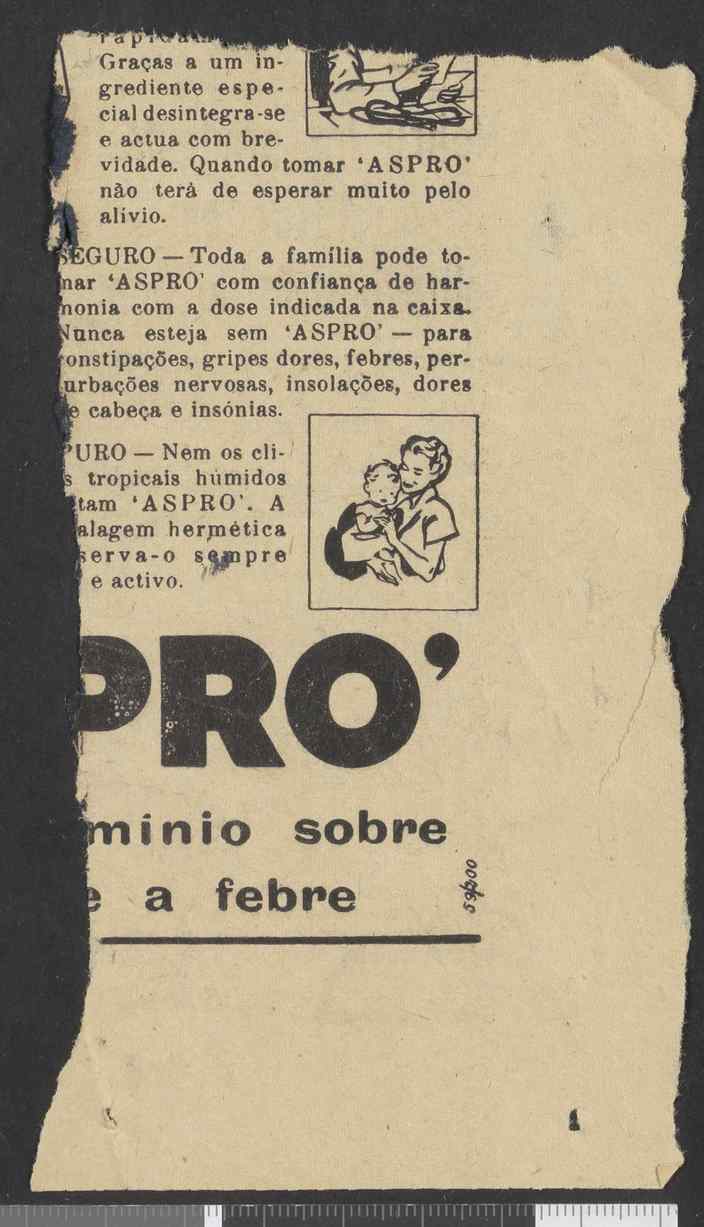 Graças a um in-
grediente espe-
cial desintegra-se
e actua com bre-
vidade. Quando tomar ‘ASPRO’
não terá de esperar muito pelo
alívio.
SEGURO — Toda a família pode to-
mar ‘ASPRO’ com confiança de har-
monia com a dose indicada na caixa.
Nunca esteja sem ‘ASPRO’ — para
onstipações, gripes dores, febres, per-
urbações nervosas, insolações, dores
e cabeça e insónias.
PURO — Nem os cli-
s tropicais húmidos
tam ‘ASPRO’. A
alagem hermética
serva-o sempre
e activo.
PRO’
mínio sobre
e a febre